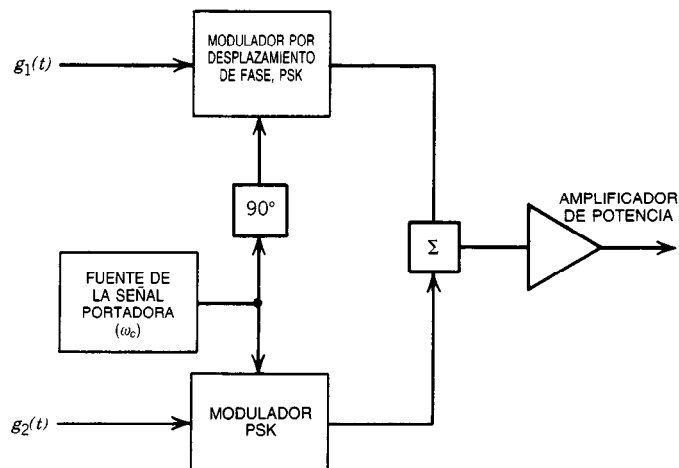 MODULADOR POR
DESPLAZAMIENTO
DE FASE, PSK
g₁(t)
90°
AMPLIFICADOR
DE POTENCIA
Σ
FUENTE DE
LA SEÑAL
PORTADORA
(ω_c)
MODULADOR
PSK
g₂(t)